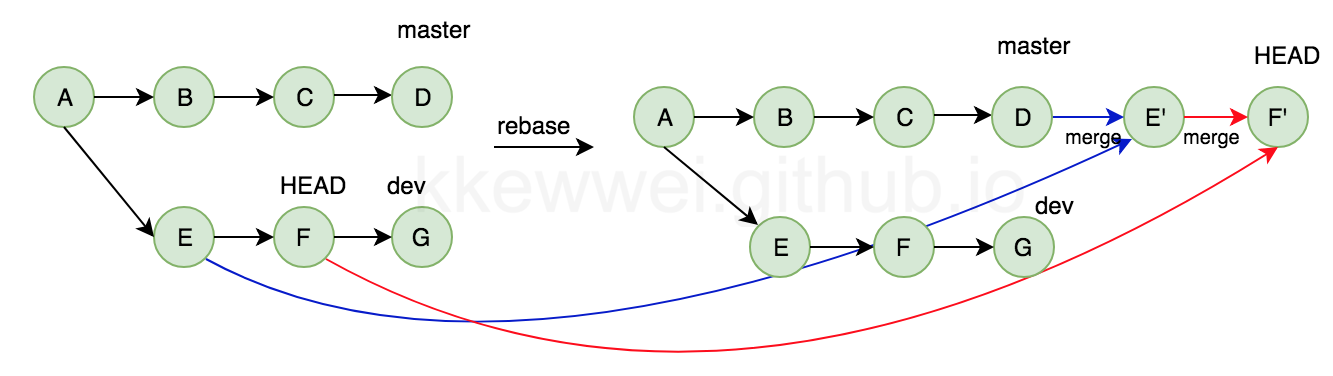 master
A
B
C
D
HEAD
dev
E
F
G
rebase
master
HEAD
A
B
C
D
E'
F'
merge
merge
dev
E
F
G
kkewwei.github.io